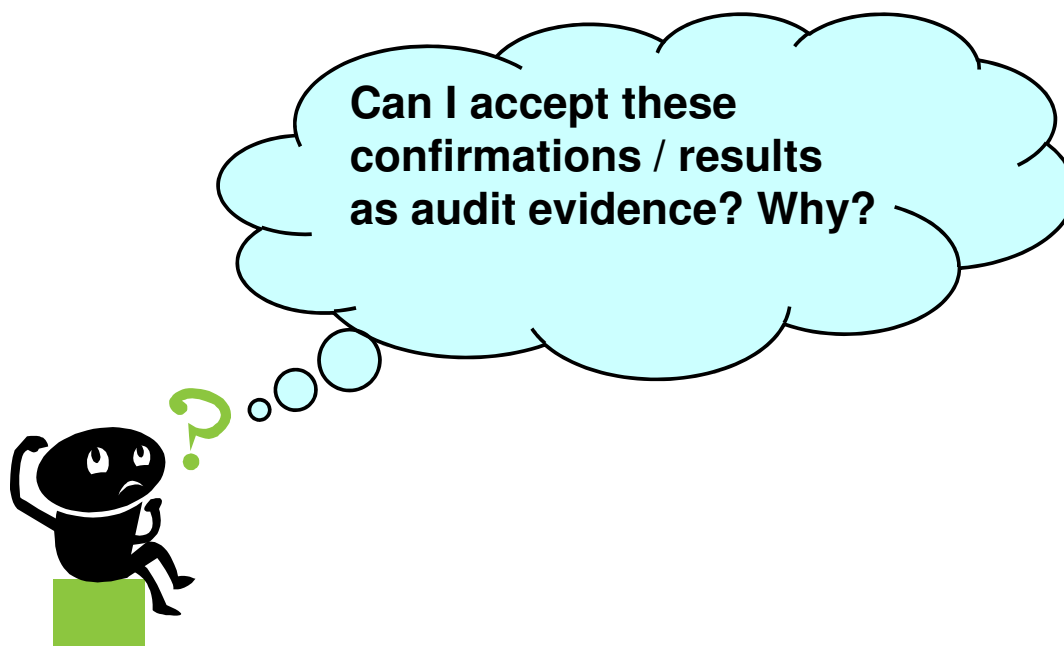 Can I accept these
confirmations / results
as audit evidence? Why?
?